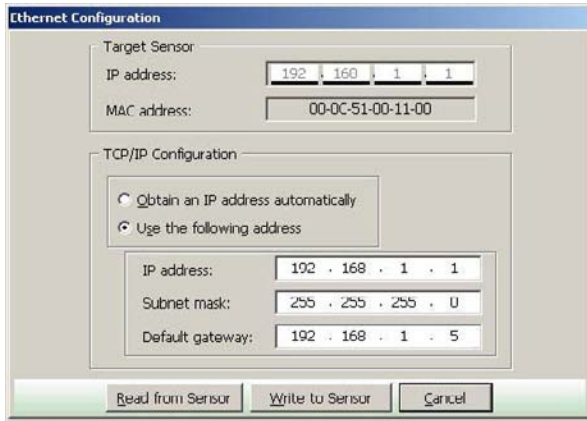 Ethernet Configuration
Target Sensor
IP address: 192 . 168 . 1 . 1
MAC address: 00-0C-51-00-11-00
TCP/IP Configuration
Obtain an IP address automatically
Use the following address
IP address: 192 . 168 . 1 . 1
Subnet mask: 255 . 255 . 255 . 0
Default gateway: 192 . 168 . 1 . 5
Read from Sensor Write to Sensor Cancel